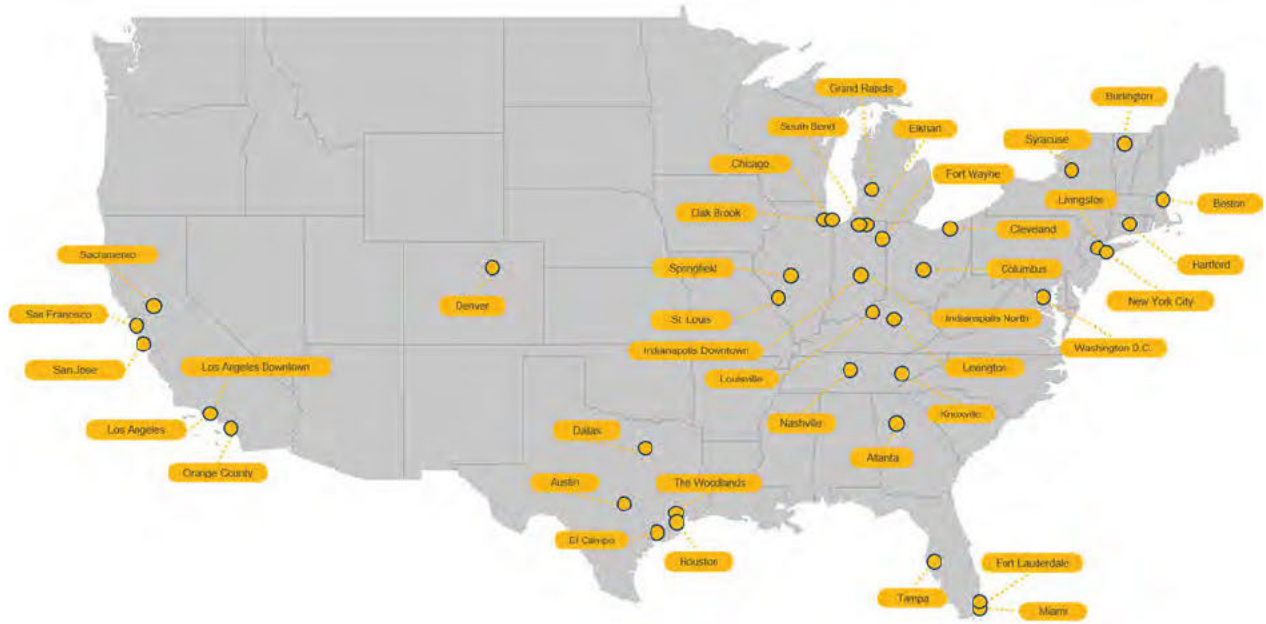 Grand Rapids
Burlington
South Bend
Elkhart
Syracuse
Chicago
Fort Wayne
Livingston
Boston
Oak Brook
Cleveland
Sacramento
Springfield
Columbus
Hartford
Denver
New York City
San Francisco
St. Louis
Indianapolis North
Indianapolis Downtown
Washington D.C.
San Jose
Los Angeles Downtown
Louisville
Lexington
Los Angeles
Nashville
Knoxville
Dallas
Atlanta
Orange County
Austin
The Woodlands
El Campo
Houston
Fort Lauderdale
Tampa
Miami